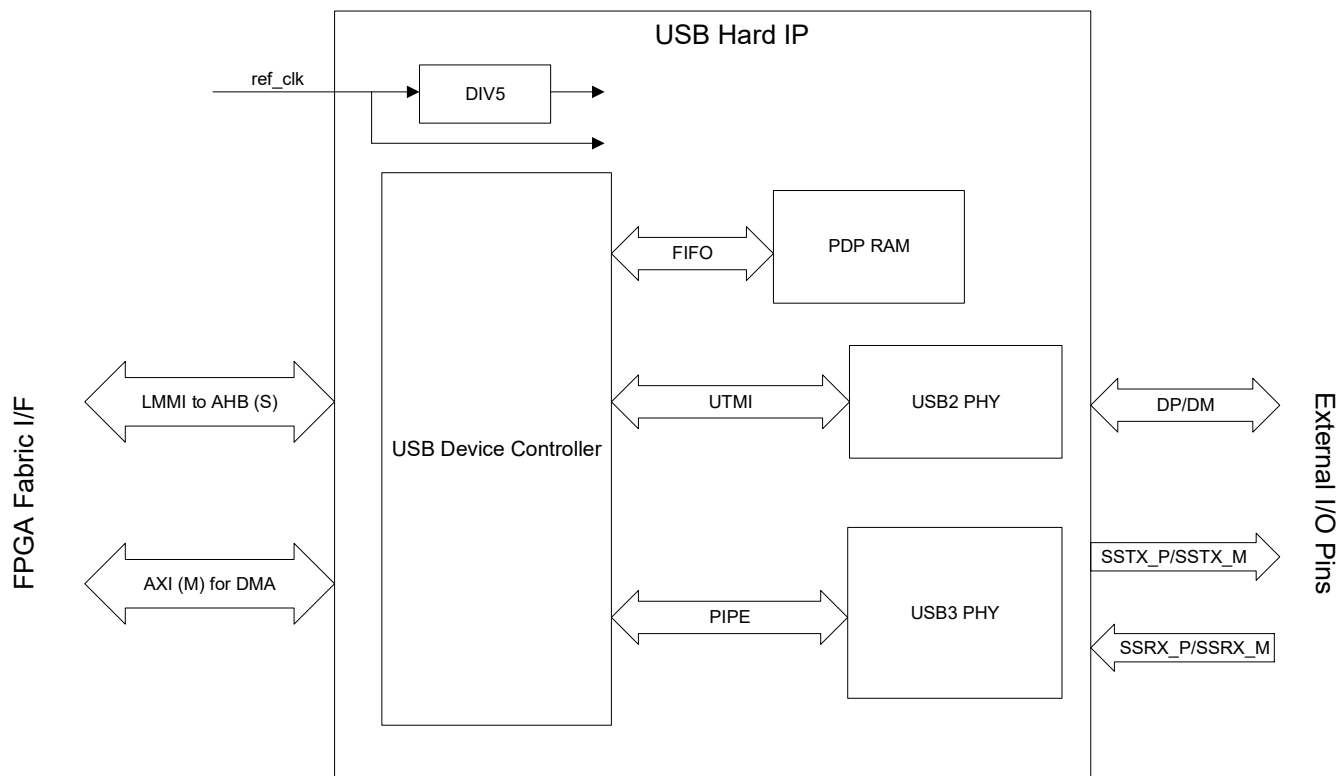 USB Hard IP
ref_clk
DIV5
PDP RAM
FIFO
FPGA Fabric I/F
LMMI to AHB (S)
USB Device Controller
UTMI
USB2 PHY
DP/DM
External I/O Pins
SSTX_P/SSTX_M
AXI (M) for DMA
PIPE
USB3 PHY
SSRX_P/SSRX_M